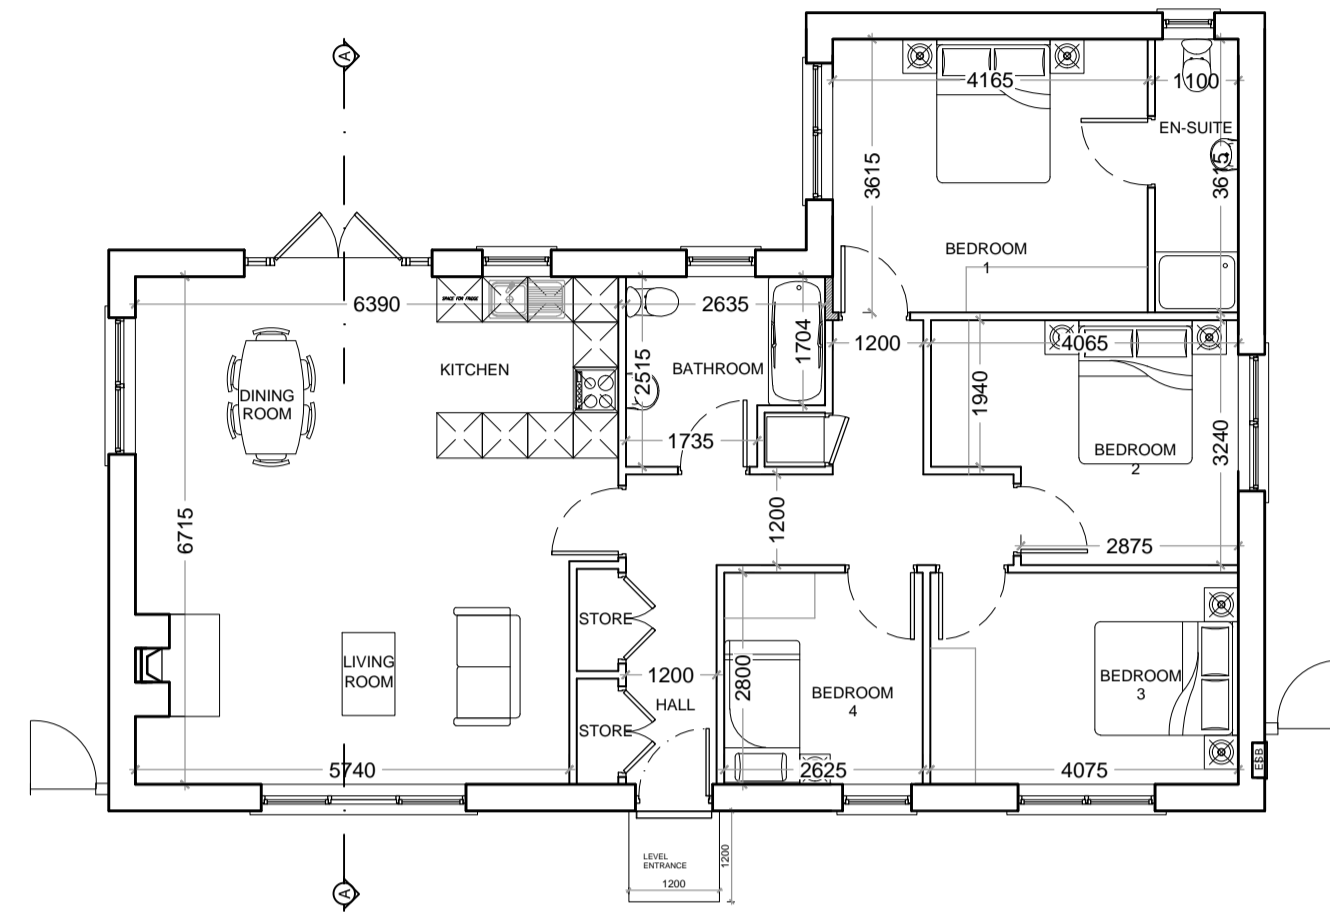 A
4165
1100
EN-SUITE
3615
3615
BEDROOM
1
SPACE FOR FRIDGE
6390
2635
1704
1200
4065
KITCHEN
BATHROOM
2515
1940
DINING
ROOM
1735
BEDROOM
2
3240
6715
1200
2875
STORE
LIVING
ROOM
1200
HALL
2800
BEDROOM
4
BEDROOM
3
STORE
5740
2625
4075
ESB
LEVEL
ENTRANCE
1200
1200
A